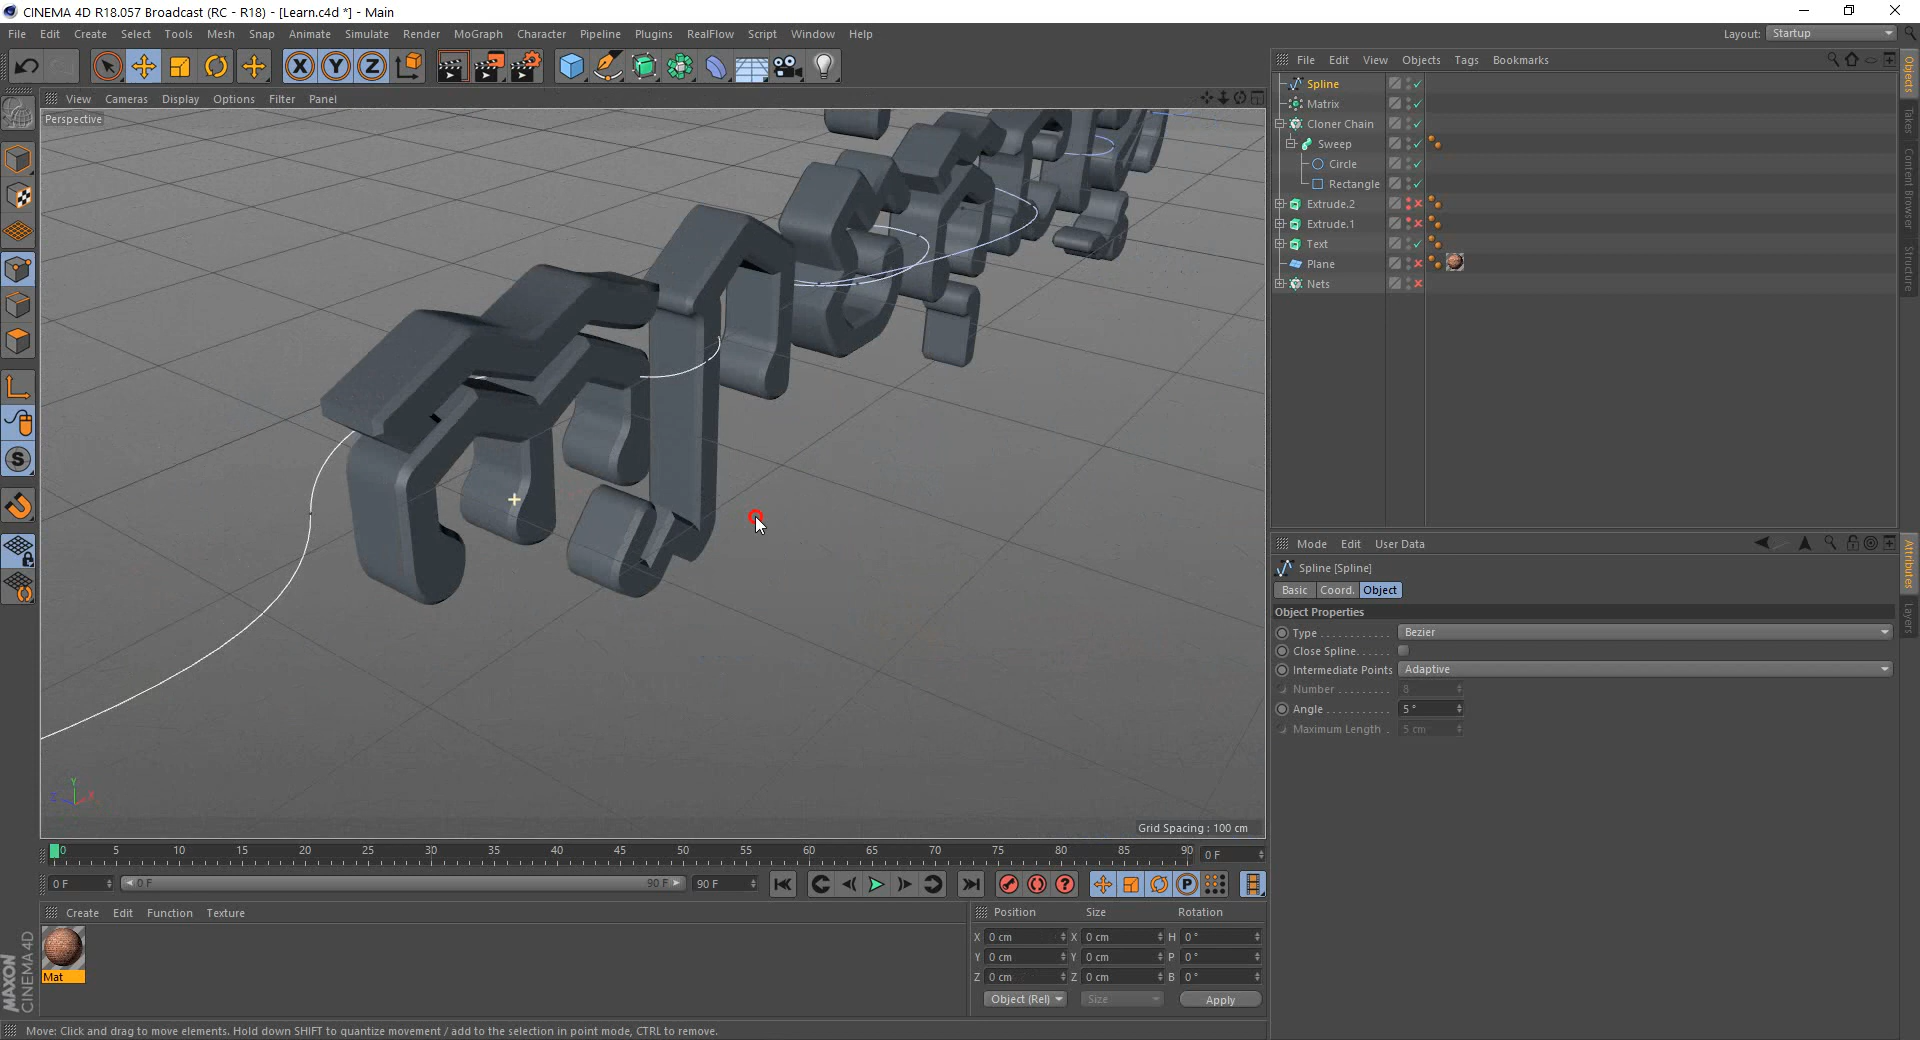 CINEMA 4D R18.057 Broadcast (RC - R18) - [Learn.c4d *] - Main
File Edit Create Select Tools Mesh Snap Animate Simulate Render MoGraph Character Pipeline Plugins RealFlow Script Window Help
Layout: Startup
X Y Z
File Edit View Objects Tags Bookmarks
View Cameras Display Options Filter Panel
Perspective
Spline
Matrix
Cloner Chain
Sweep
Circle
Rectangle
Extrude.2
Extrude.1
Text
Plane
Nets
Objects
Takes
Content Browser
Structure
S
Mode Edit User Data
Spline [Spline]
Basic Coord. Object
Object Properties
Type . . . . . . . . . . . . Bezier
Close Spline. . . . . .
Intermediate Points Adaptive
Number . . . . . . . . . 8
Angle . . . . . . . . . . . 5 °
Maximum Length . 5 cm
Attributes
Layers
Y
X
Z
Grid Spacing : 100 cm
0 5 10 15 20 25 30 35 40 45 50 55 60 65 70 75 80 85 90 0 F
0 F 0 F 90 F 90 F
P
Create Edit Function Texture
Mat
MAXON
CINEMA 4D
Position Size Rotation
X 0 cm X 0 cm H 0 °
Y 0 cm Y 0 cm P 0 °
Z 0 cm Z 0 cm B 0 °
Object (Rel) Size Apply
Move: Click and drag to move elements. Hold down SHIFT to quantize movement / add to the selection in point mode, CTRL to remove.